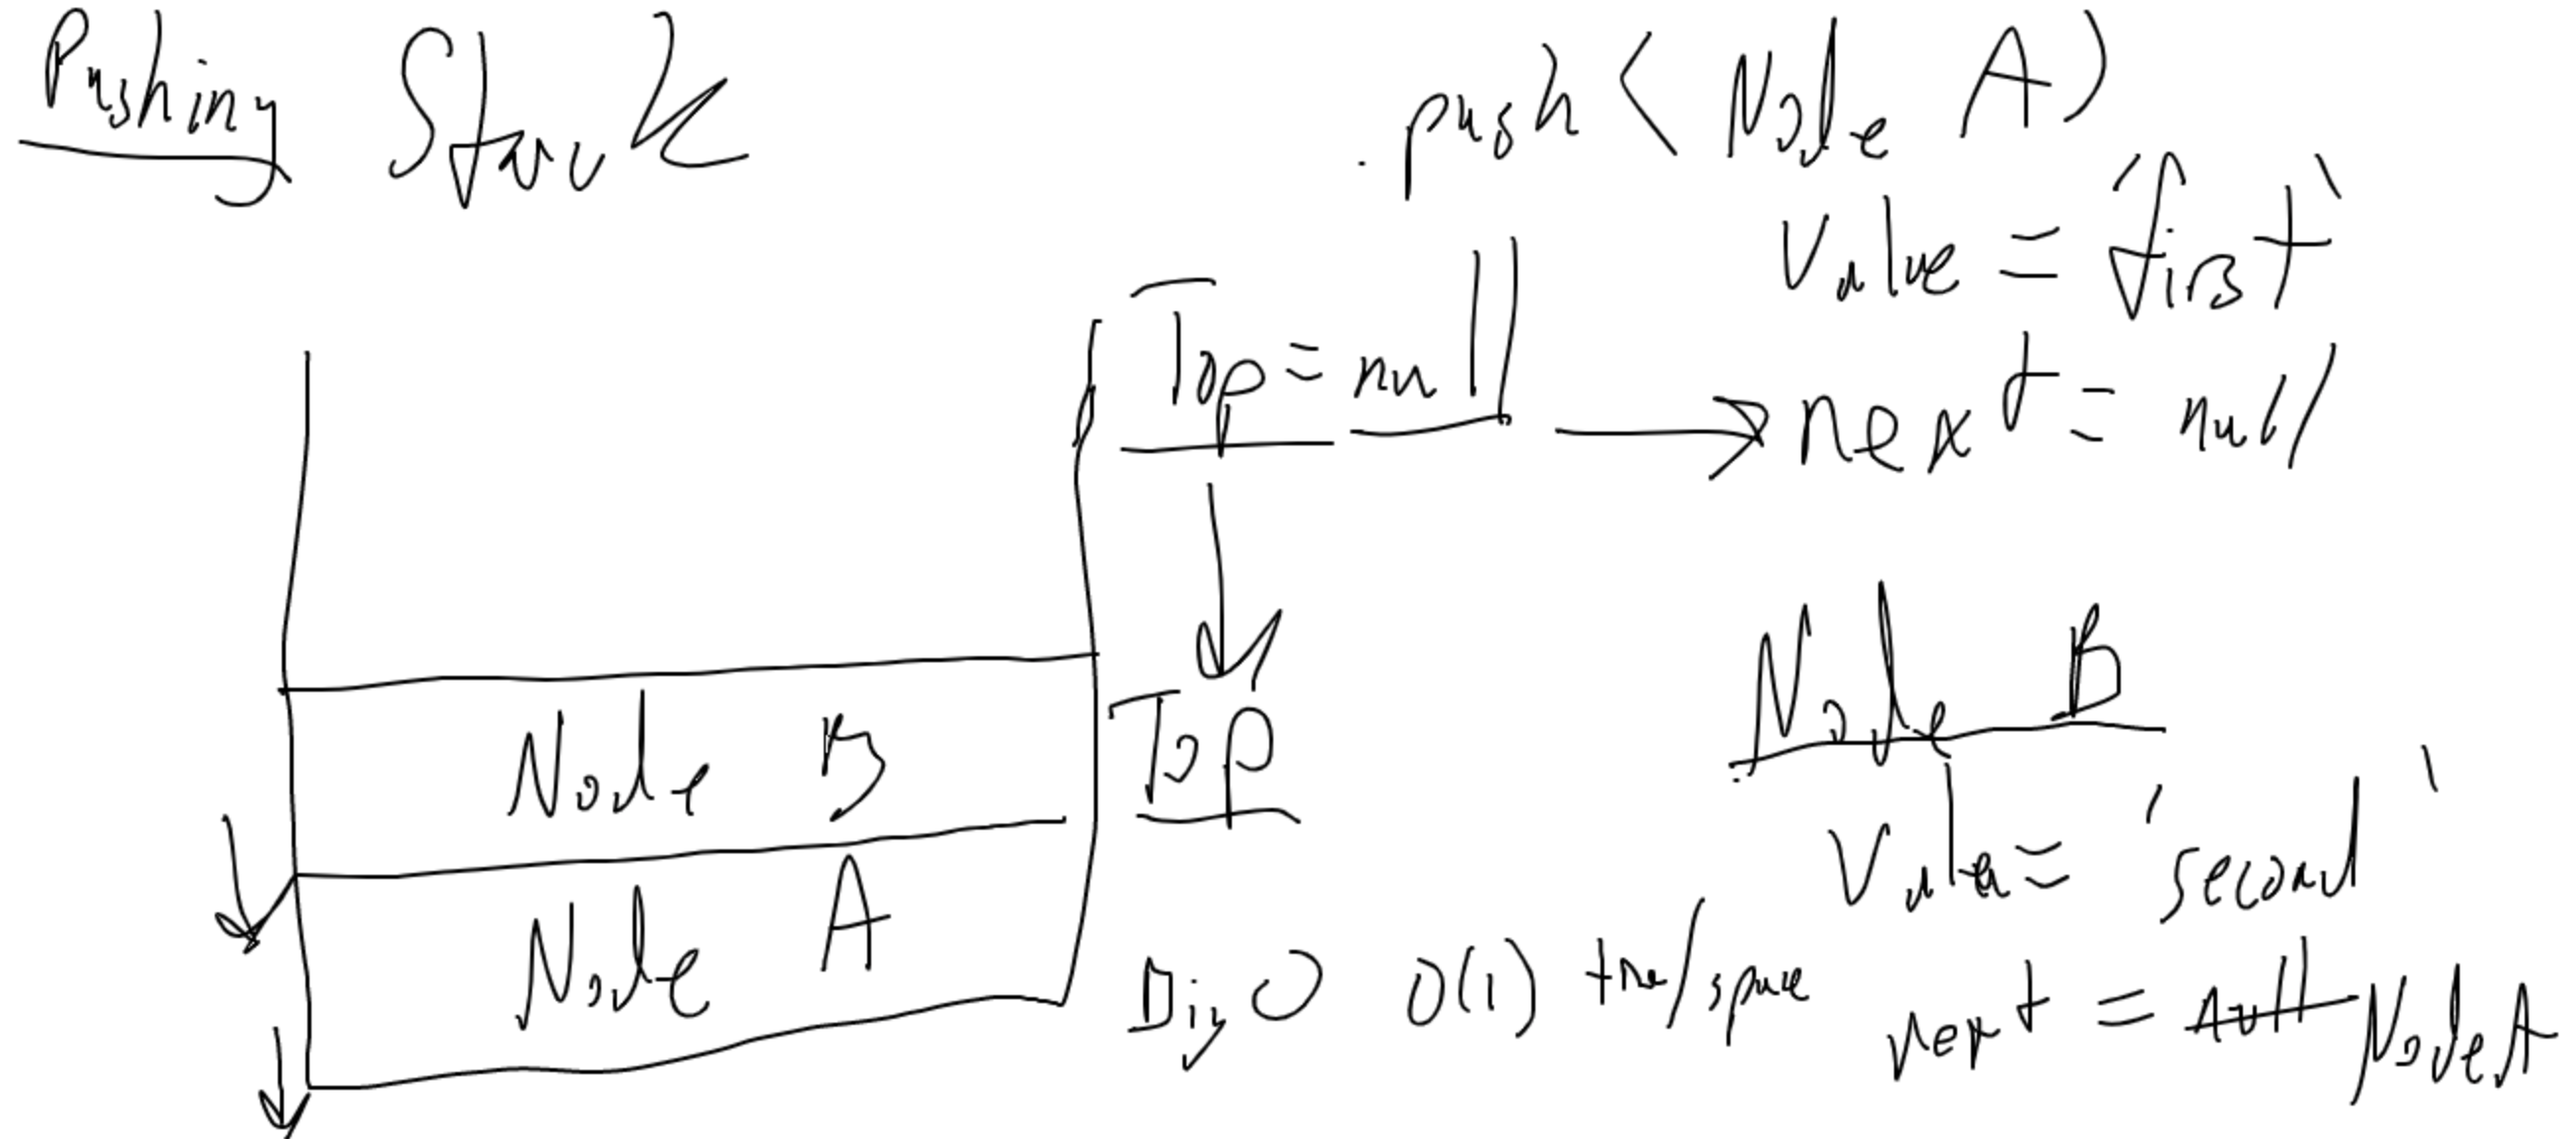 Pushing Stack
.push(Node A)
Value = 'first'
Top = null
next = null
Node B
Top
Node A
Node B
Value = 'second'
next = null Node A
Big O O(1) time/space